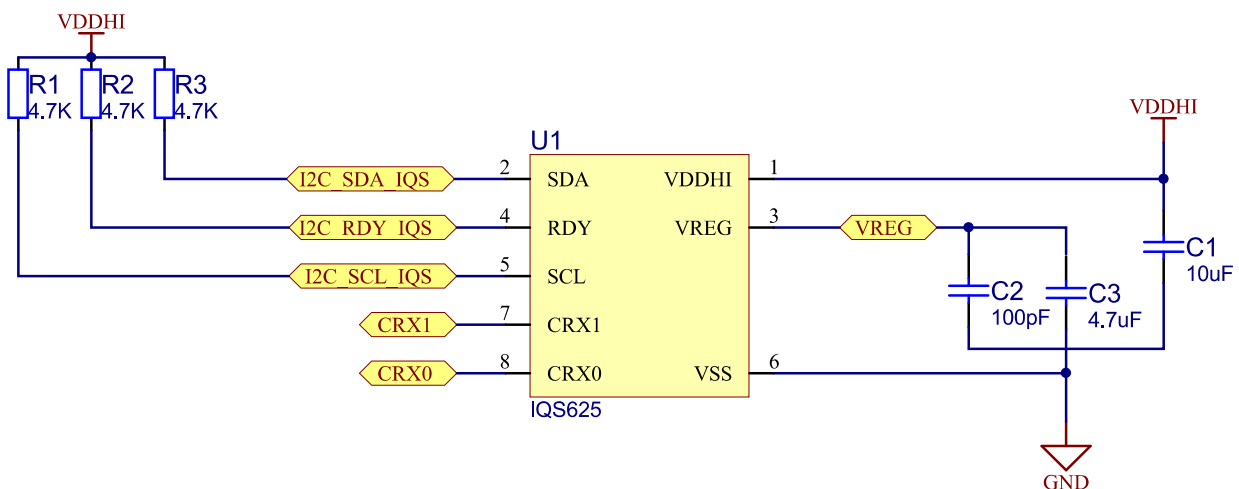 VDDHI
R1
4.7K
R2
4.7K
R3
4.7K
I2C_SDA_IQS
I2C_RDY_IQS
I2C_SCL_IQS
CRX1
CRX0
U1
2 SDA VDDHI 1
4 RDY VREG 3
5 SCL
7 CRX1
8 CRX0 VSS 6
IQS625
VREG
VDDHI
C1
10uF
C2
100pF
C3
4.7uF
GND